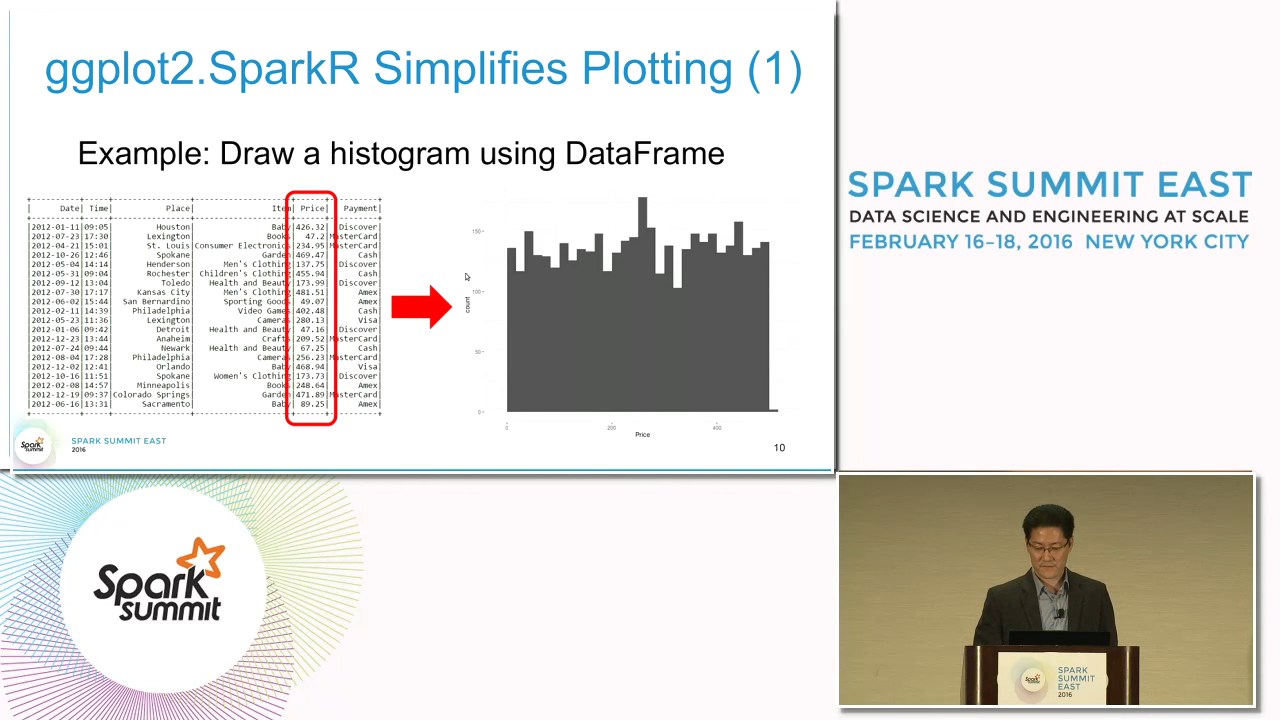 ggplot2.SparkR Simplifies Plotting (1)
Example: Draw a histogram using DataFrame
| Date| Time| Place| Item| Price| Payment|
|2012-01-11|09:05| Houston| Baby|426.32| Discover|
|2012-07-23|17:30| Lexington| Books| 47.2|MasterCard|
|2012-04-21|15:01| St. Louis|Consumer Electronics|234.95|MasterCard|
|2012-10-26|12:46| Spokane| Garden|469.47| Cash|
|2012-05-04|14:14| Henderson| Men's Clothing|137.75| Discover|
|2012-05-31|09:04| Rochester| Children's Clothing|455.94| Cash|
|2012-09-12|13:04| Toledo| Health and Beauty|173.99| Discover|
|2012-07-30|17:17| Kansas City| Men's Clothing|481.51| Amex|
|2012-06-02|15:44| San Bernardino| Sporting Goods| 49.07| Amex|
|2012-02-11|14:39| Philadelphia| Video Games|402.48| Cash|
|2012-05-23|11:36| Lexington| Cameras|280.13| Visa|
|2012-01-06|09:42| Detroit| Health and Beauty| 47.16| Discover|
|2012-12-23|13:44| Anaheim| Crafts|209.52|MasterCard|
|2012-07-24|09:44| Newark| Health and Beauty| 67.25| Cash|
|2012-08-04|17:28| Philadelphia| Cameras|256.23|MasterCard|
|2012-12-02|12:41| Orlando| Baby|468.94| Visa|
|2012-10-16|11:51| Spokane| Women's Clothing|173.73| Discover|
|2012-02-08|14:57| Minneapolis| Books|248.64| Amex|
|2012-12-19|09:37|Colorado Springs| Garden|471.89|MasterCard|
|2012-06-16|13:31| Sacramento| Baby| 89.25| Amex|
150
100
50
0
count
0 200 400
Price
Spark Summit
SPARK SUMMIT EAST
2016
10
SPARK SUMMIT EAST
DATA SCIENCE AND ENGINEERING AT SCALE
FEBRUARY 16–18, 2016 NEW YORK CITY
Spark
summit
SPARK
SUMMIT
EAST
2016